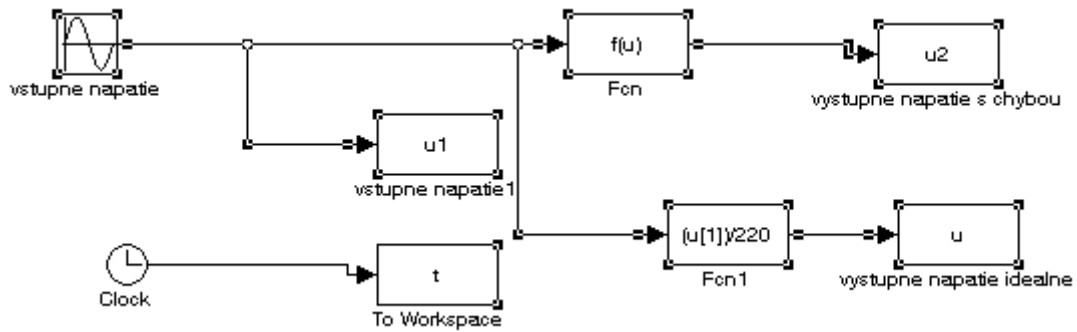 f(u)
u2
vstupne napatie
Fcn
vystupne napatie s chybou
u1
vstupne napatie1
(u[1])/220
u
Fcn1
vystupne napatie idealne
t
Clock
To Workspace